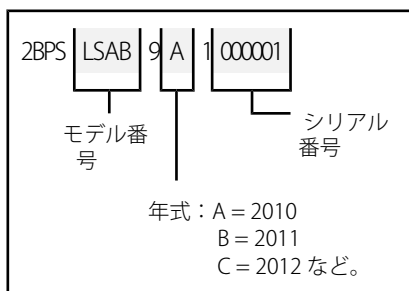 2BPS LSAB 9 A 1 000001
モデル番
号
シリアル
番号
年式：A = 2010
B = 2011
C = 2012 など。